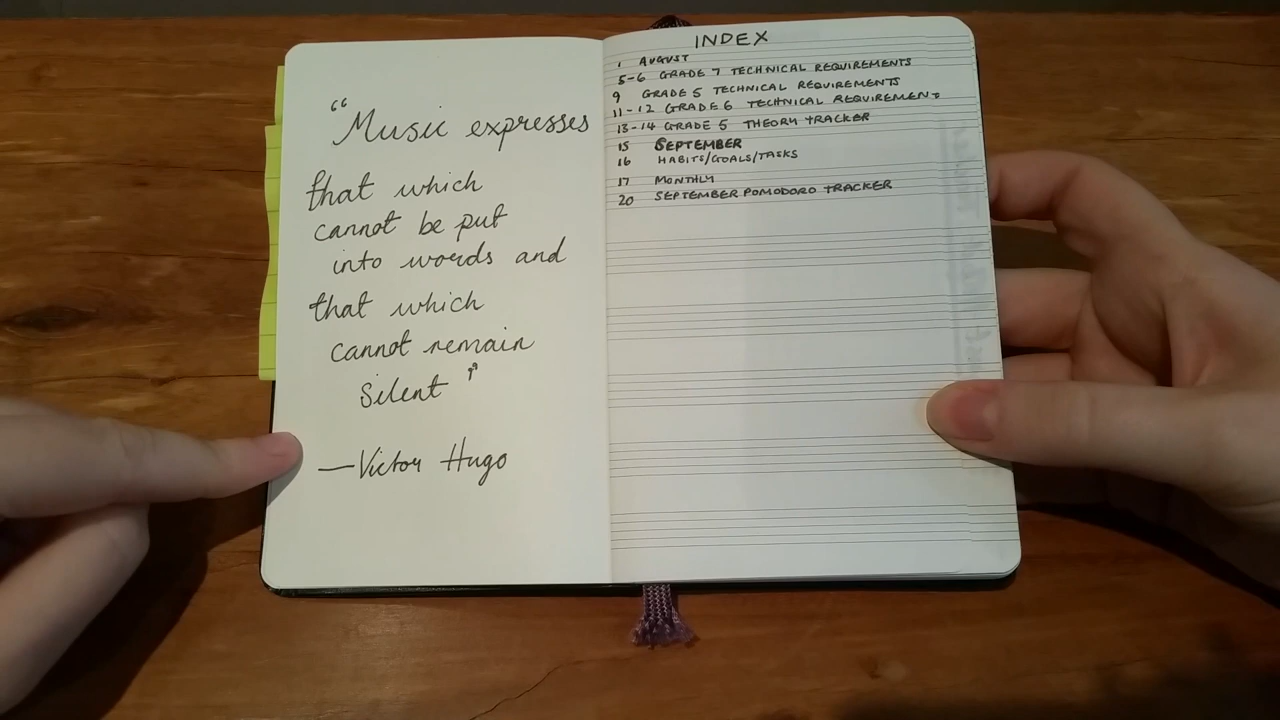 “Music expresses
that which
cannot be put
into words and
that which
cannot remain
Silent ”
—Victor Hugo
INDEX
1 AUGUST
5-6 GRADE 7 TECHNICAL REQUIREMENTS
9 GRADE 5 TECHNICAL REQUIREMENTS
11-12 GRADE 6 TECHNICAL REQUIREMENT
13-14 GRADE 5 THEORY TRACKER
15 SEPTEMBER
16 HABITS/GOALS/TASKS
17 MONTHLY
20 SEPTEMBER POMODORO TRACKER